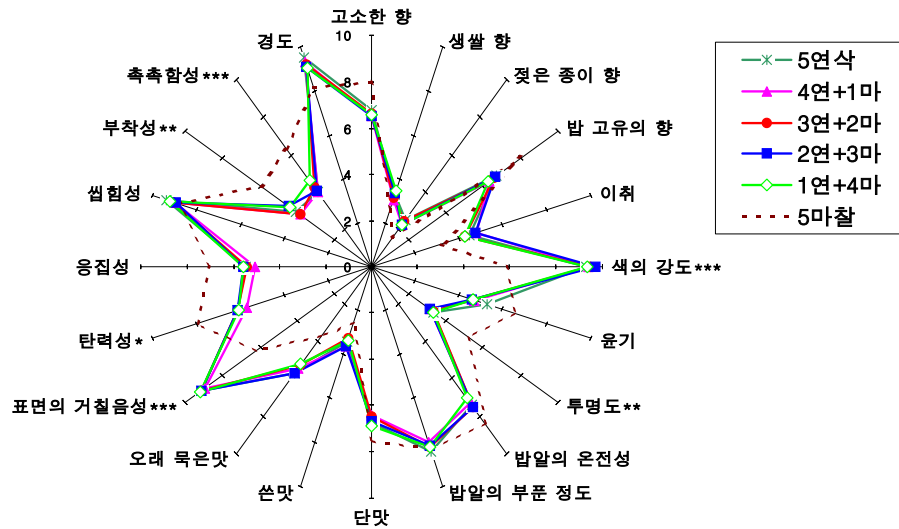 고소한 향
생쌀 향
젖은 종이 향
밥 고유의 향
이취
색의 강도***
윤기
투명도**
밥알의 온전성
밥알의 부푼 정도
단맛
쓴맛
오래 묵은맛
표면의 거칠음성***
탄력성*
응집성
씹힘성
부착성**
촉촉함성***
경도
10
8
6
4
2
0
5연삭
4연+1마
3연+2마
2연+3마
1연+4마
5마찰